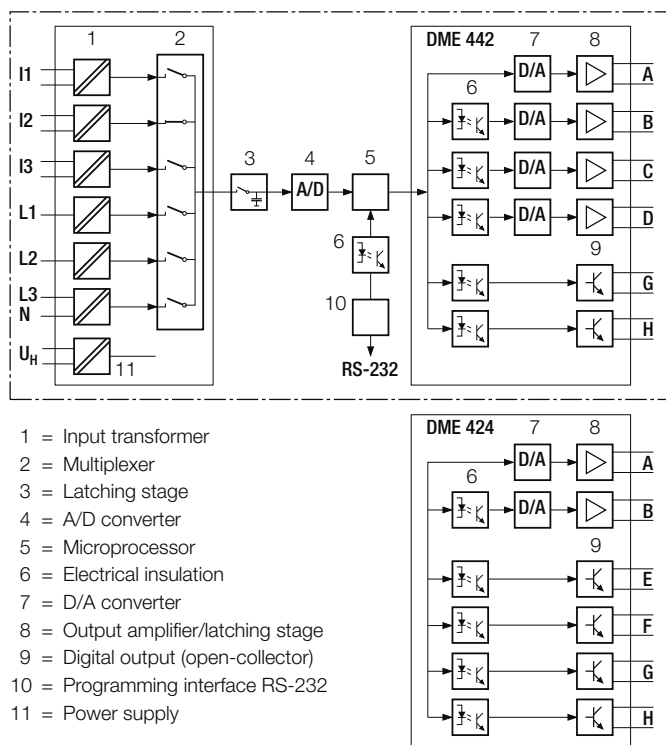 1
2
DME 442
7
8
I1
I2
I3
L1
L2
L3
N
U_H
11
3
4
A/D
5
6
10
RS-232
6
D/A
D/A
D/A
D/A
A
B
C
D
9
G
H
1 = Input transformer
2 = Multiplexer
3 = Latching stage
4 = A/D converter
5 = Microprocessor
6 = Electrical insulation
7 = D/A converter
8 = Output amplifier/latching stage
9 = Digital output (open-collector)
10 = Programming interface RS-232
11 = Power supply
DME 424
7
8
D/A
A
6
D/A
B
9
E
F
G
H